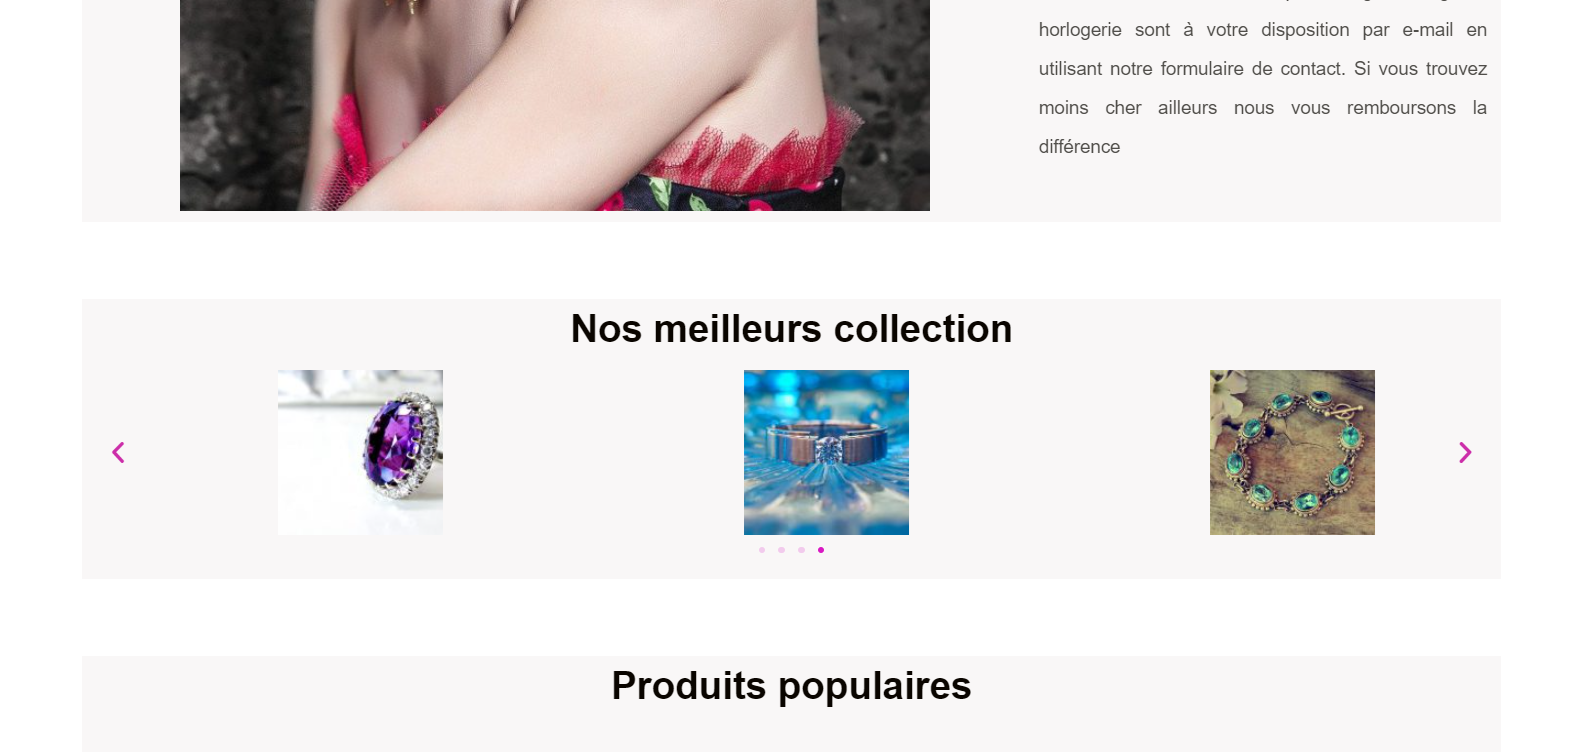 horlogerie sont à votre disposition par e-mail en
utilisant notre formulaire de contact. Si vous trouvez
moins cher ailleurs nous vous remboursons la
différence
Nos meilleurs collection
Produits populaires